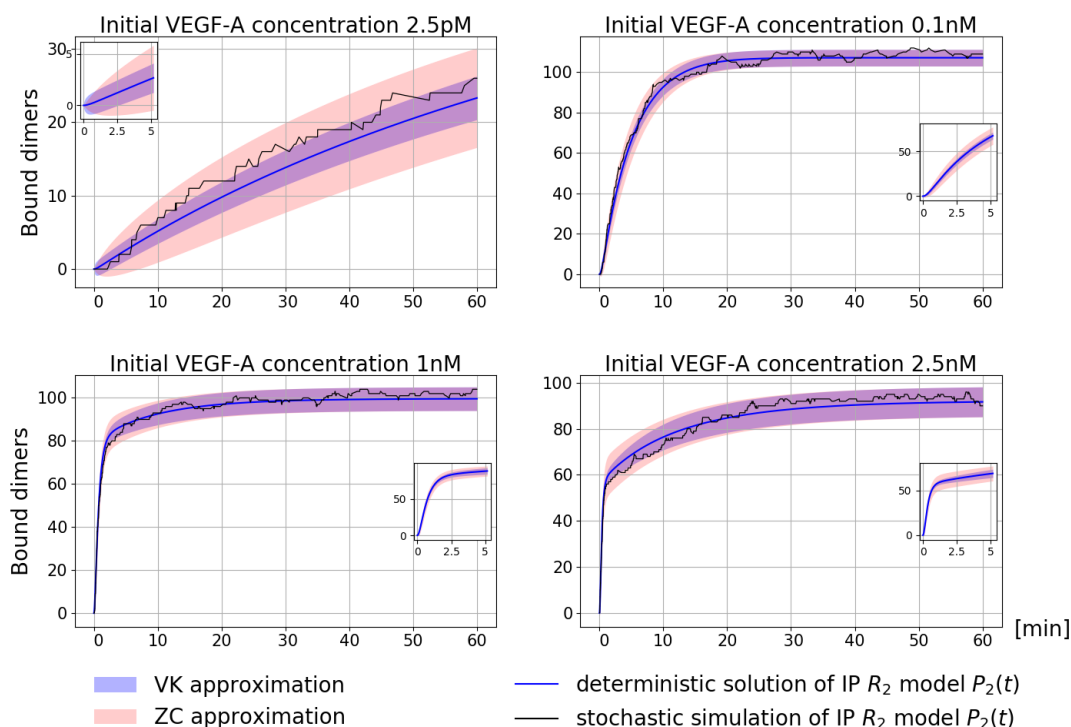 Initial VEGF-A concentration 2.5pM
Initial VEGF-A concentration 0.1nM
Bound dimers
30
20
10
0
0 10 20 30 40 50 60
5
0
0 2.5 5
100
80
60
40
20
0
0 10 20 30 40 50 60
50
0
0 2.5 5
Initial VEGF-A concentration 1nM
Initial VEGF-A concentration 2.5nM
Bound dimers
100
80
60
40
20
0
0 10 20 30 40 50 60
50
0
0 2.5 5
100
80
60
40
20
0
0 10 20 30 40 50 60
50
0
0 2.5 5
[min]
VK approximation
ZC approximation
deterministic solution of IP R₂ model P₂(t)
stochastic simulation of IP R₂ model P₂(t)